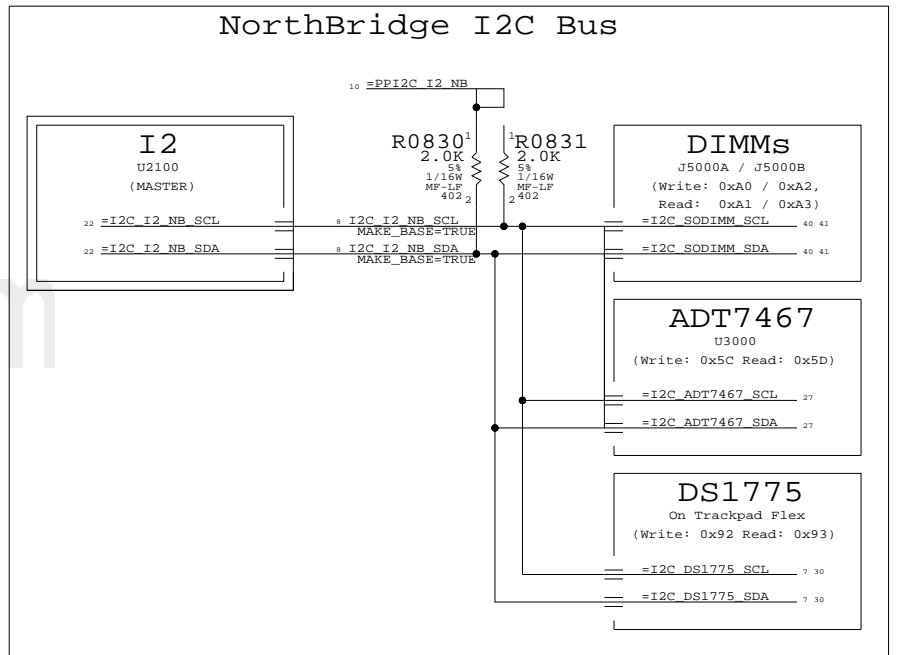 NorthBridge I2C Bus
10 =PPI2C_I2_NB
I2
U2100
(MASTER)
22 =I2C_I2_NB_SCL
22 =I2C_I2_NB_SDA
R0830 1
2.0K
5%
1/16W
MF-LF
402 2
1 R0831
2.0K
5%
1/16W
MF-LF
2 402
8 I2C_I2_NB_SCL
MAKE_BASE=TRUE
8 I2C_I2_NB_SDA
MAKE_BASE=TRUE
DIMMs
J5000A / J5000B
(Write: 0xA0 / 0xA2,
Read: 0xA1 / 0xA3)
=I2C_SODIMM_SCL 40 41
=I2C_SODIMM_SDA 40 41
ADT7467
U3000
(Write: 0x5C Read: 0x5D)
=I2C_ADT7467_SCL 27
=I2C_ADT7467_SDA 27
DS1775
On Trackpad Flex
(Write: 0x92 Read: 0x93)
=I2C_DS1775_SCL 7 30
=I2C_DS1775_SDA 7 30
m